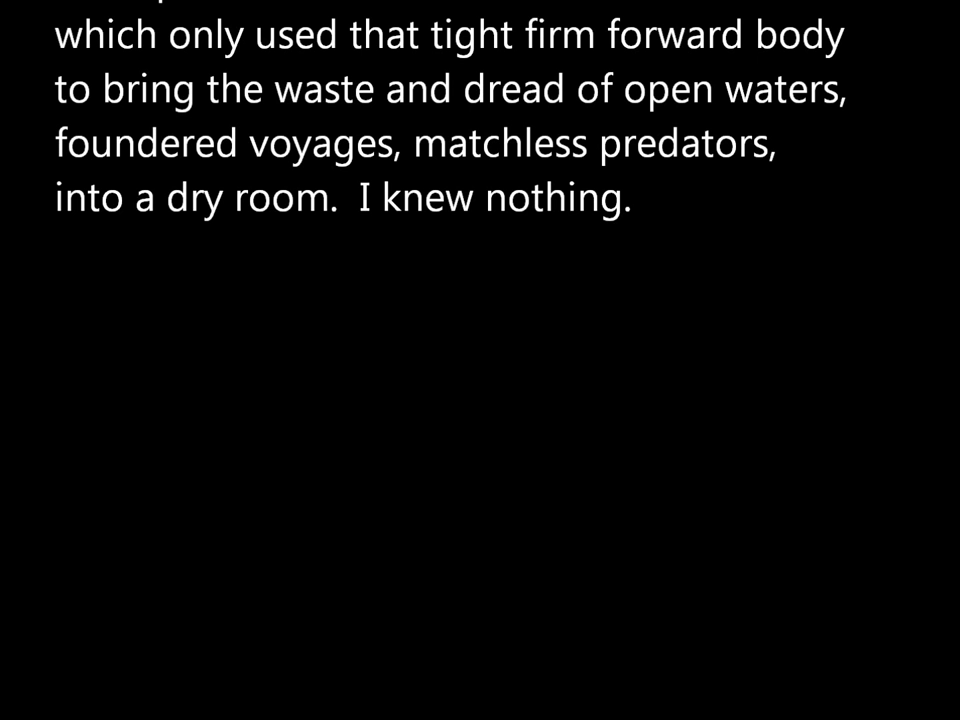 which only used that tight firm forward body
to bring the waste and dread of open waters,
foundered voyages, matchless predators,
into a dry room.  I knew nothing.